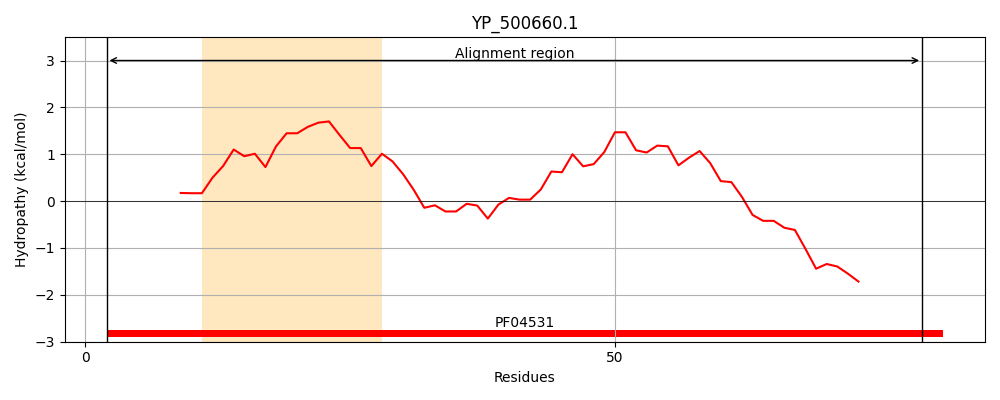 YP_500660.1
Alignment region
3
2
1
0
−1
−2
−3
Hydropathy (kcal/mol)
PF04531
0
50
Residues